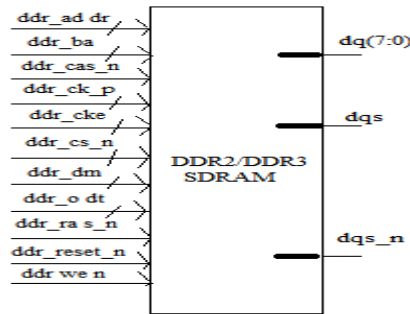 ddr_ad dr
ddr_ba
ddr_cas_n
ddr_ck_p
ddr_cke
ddr_cs_n
ddr_dm
ddr_o dt
ddr_ra s_n
ddr_reset_n
ddr we n
DDR2/DDR3
SDRAM
dq(7:0)
dqs
dqs_n